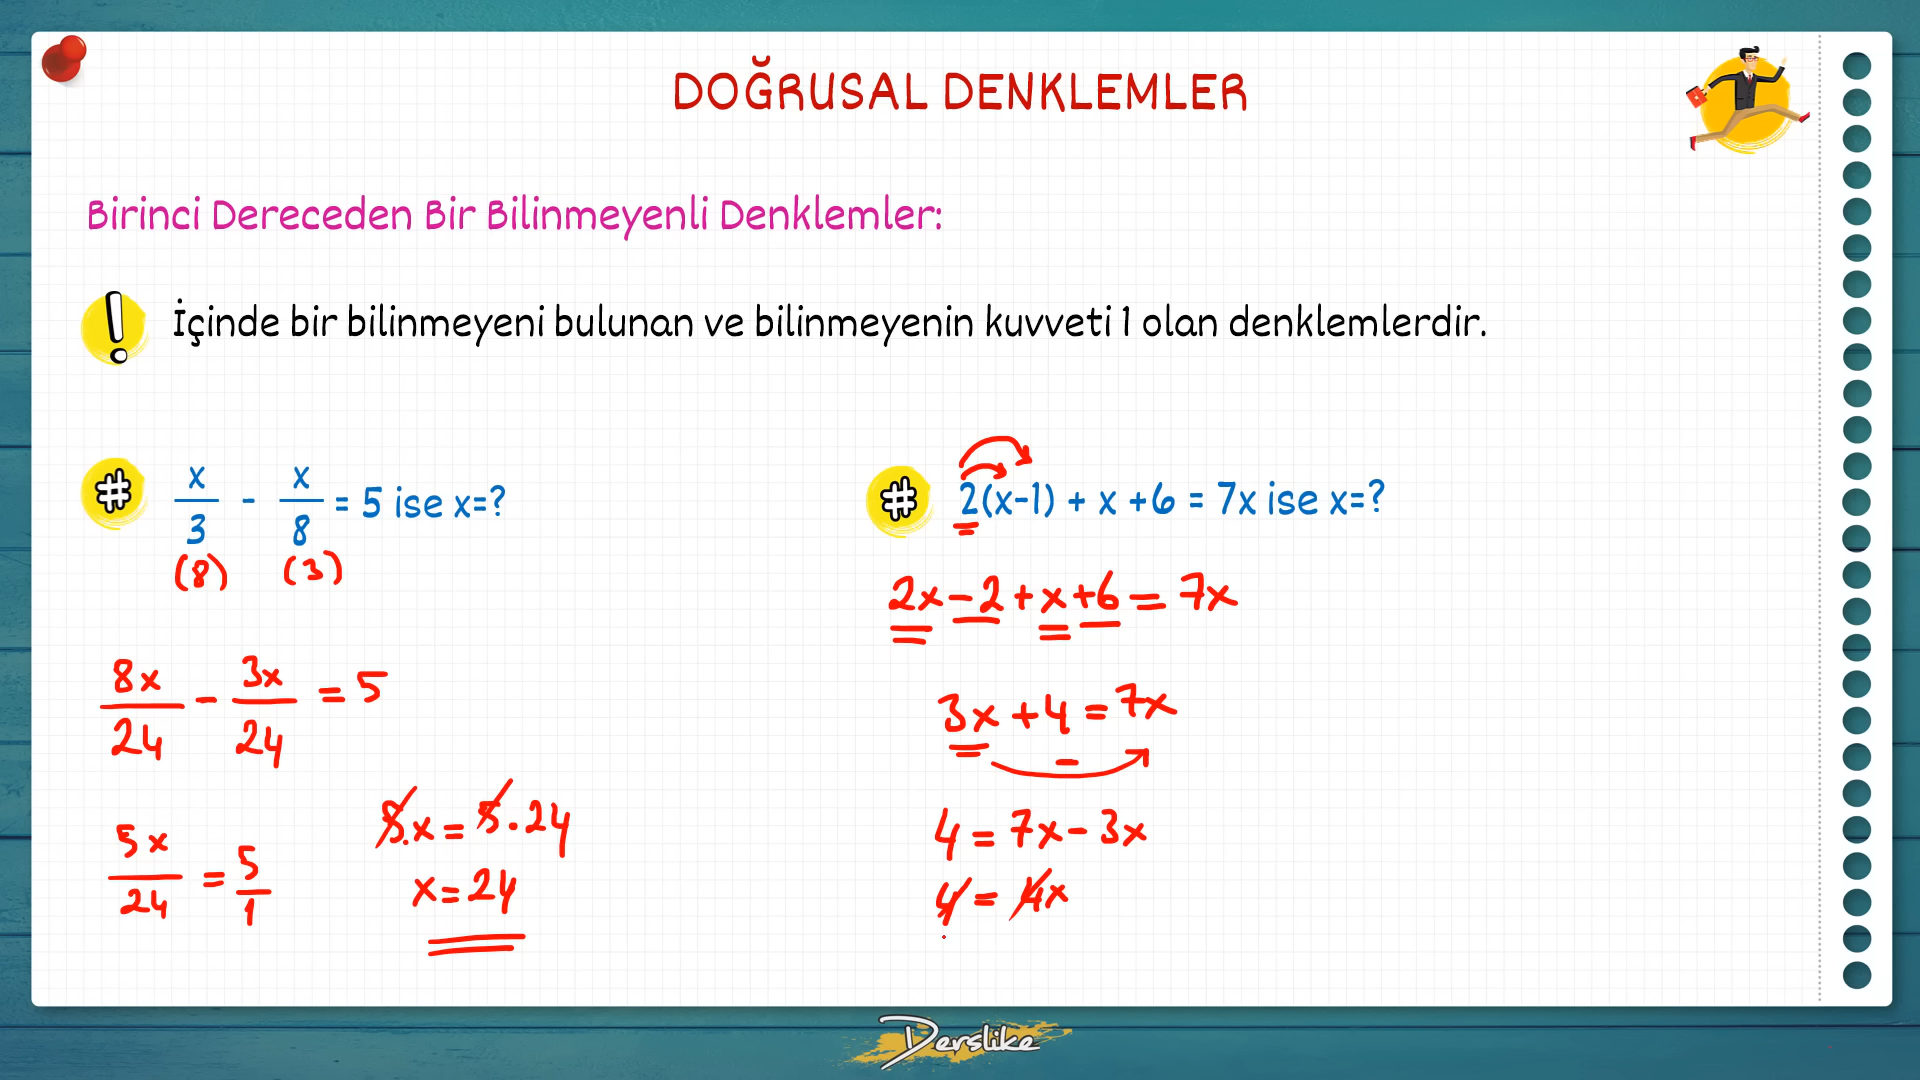 DOĞRUSAL DENKLEMLER
Birinci Dereceden Bir Bilinmeyenli Denklemler:
! İçinde bir bilinmeyeni bulunan ve bilinmeyenin kuvveti 1 olan denklemlerdir.
# x/3 - x/8 = 5 ise x=?
(8) (3)
8x/24 - 3x/24 = 5
5x/24 = 5/1
5.x = 5.24
x = 24
# 2(x-1) + x +6 = 7x ise x=?
2x - 2 + x + 6 = 7x
3x + 4 = 7x
-
4 = 7x - 3x
4 = 4x
Derslike